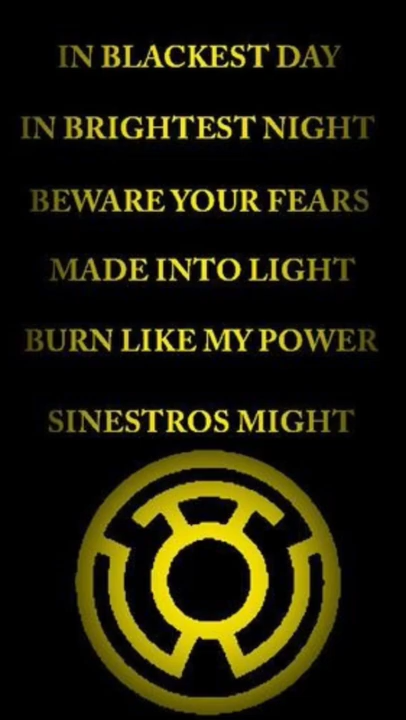 IN BLACKEST DAY
IN BRIGHTEST NIGHT
BEWARE YOUR FEARS
MADE INTO LIGHT
BURN LIKE MY POWER
SINESTROS MIGHT